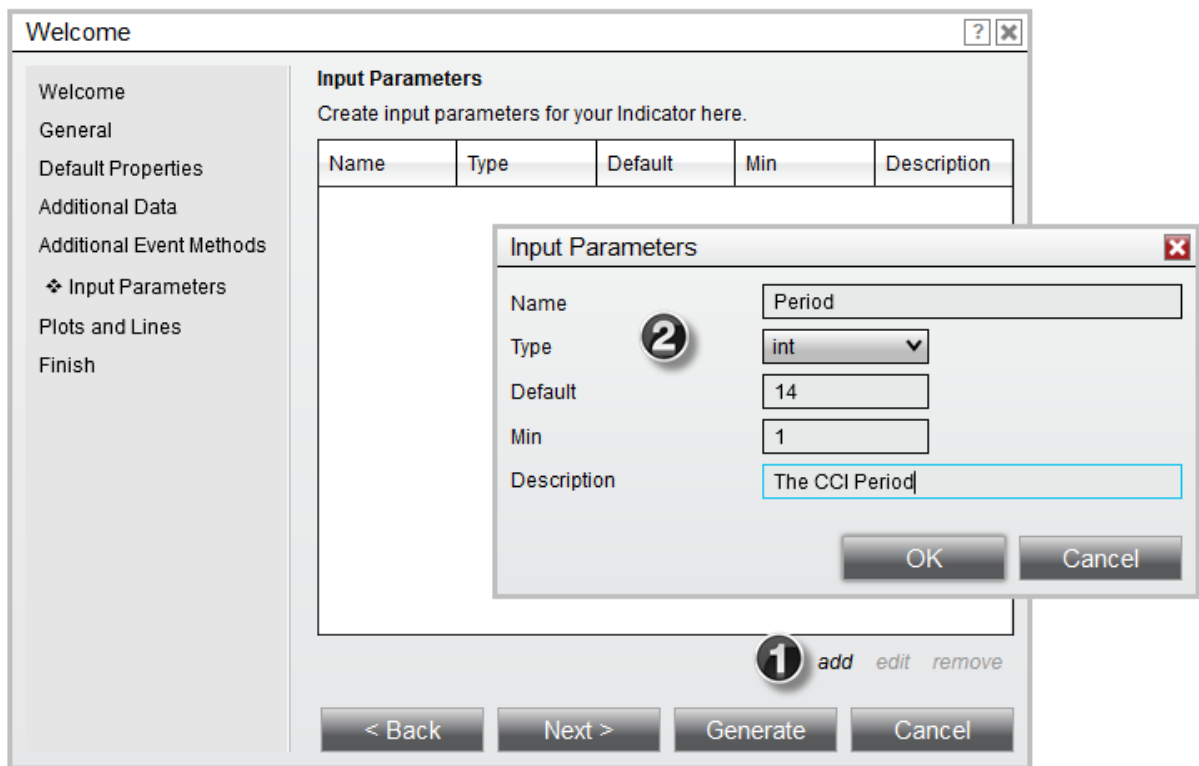 Welcome
?
Welcome
General
Default Properties
Additional Data
Additional Event Methods
Input Parameters
Plots and Lines
Finish
Input Parameters
Create input parameters for your Indicator here.
Name Type Default Min Description
Input Parameters
Name Period
2
Type int
Default 14
Min 1
Description The CCI Period
OK Cancel
1 add edit remove
< Back Next > Generate Cancel